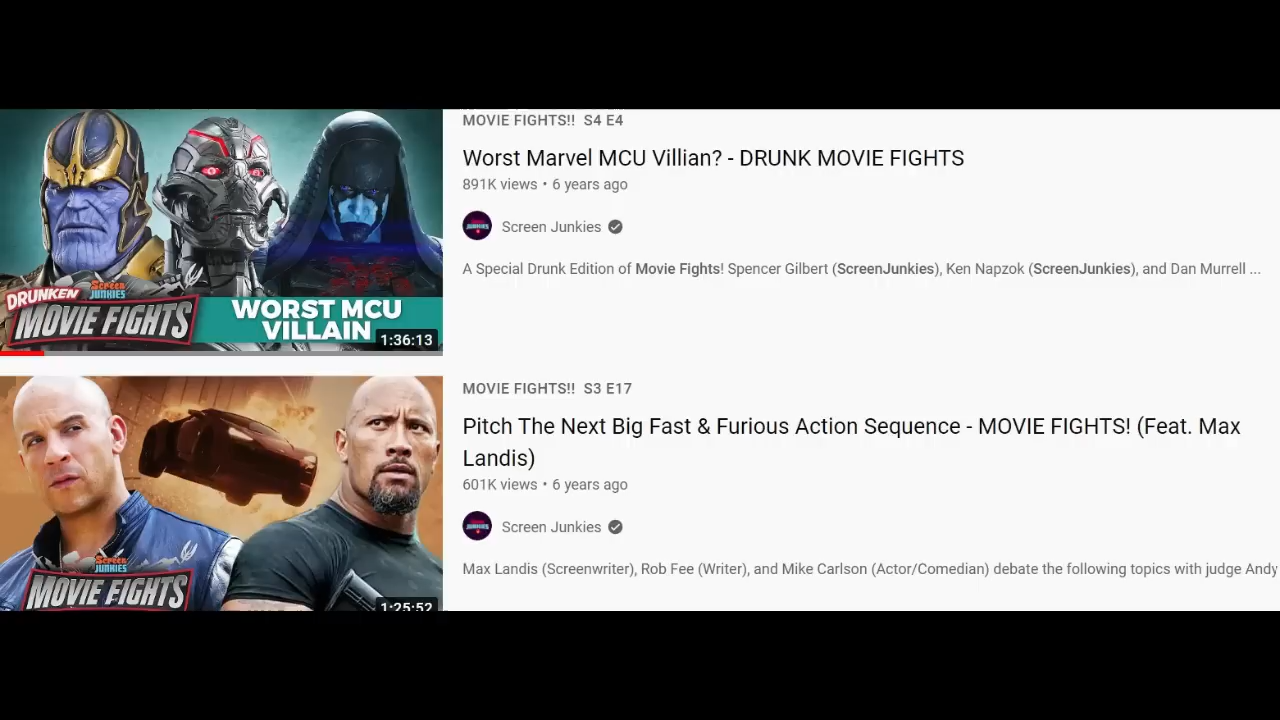 MOVIE FIGHTS!! S4 E4
Worst Marvel MCU Villian? - DRUNK MOVIE FIGHTS
891K views • 6 years ago
Screen Junkies
A Special Drunk Edition of Movie Fights! Spencer Gilbert (ScreenJunkies), Ken Napzok (ScreenJunkies), and Dan Murrell ...
DRUNKEN
SCREEN
JUNKIES
MOVIE FIGHTS
WORST MCU
VILLAIN
1:36:13
MOVIE FIGHTS!! S3 E17
Pitch The Next Big Fast & Furious Action Sequence - MOVIE FIGHTS! (Feat. Max
Landis)
601K views • 6 years ago
Screen Junkies
Max Landis (Screenwriter), Rob Fee (Writer), and Mike Carlson (Actor/Comedian) debate the following topics with judge Andy
SCREEN
JUNKIES
MOVIE FIGHTS
1:25:52